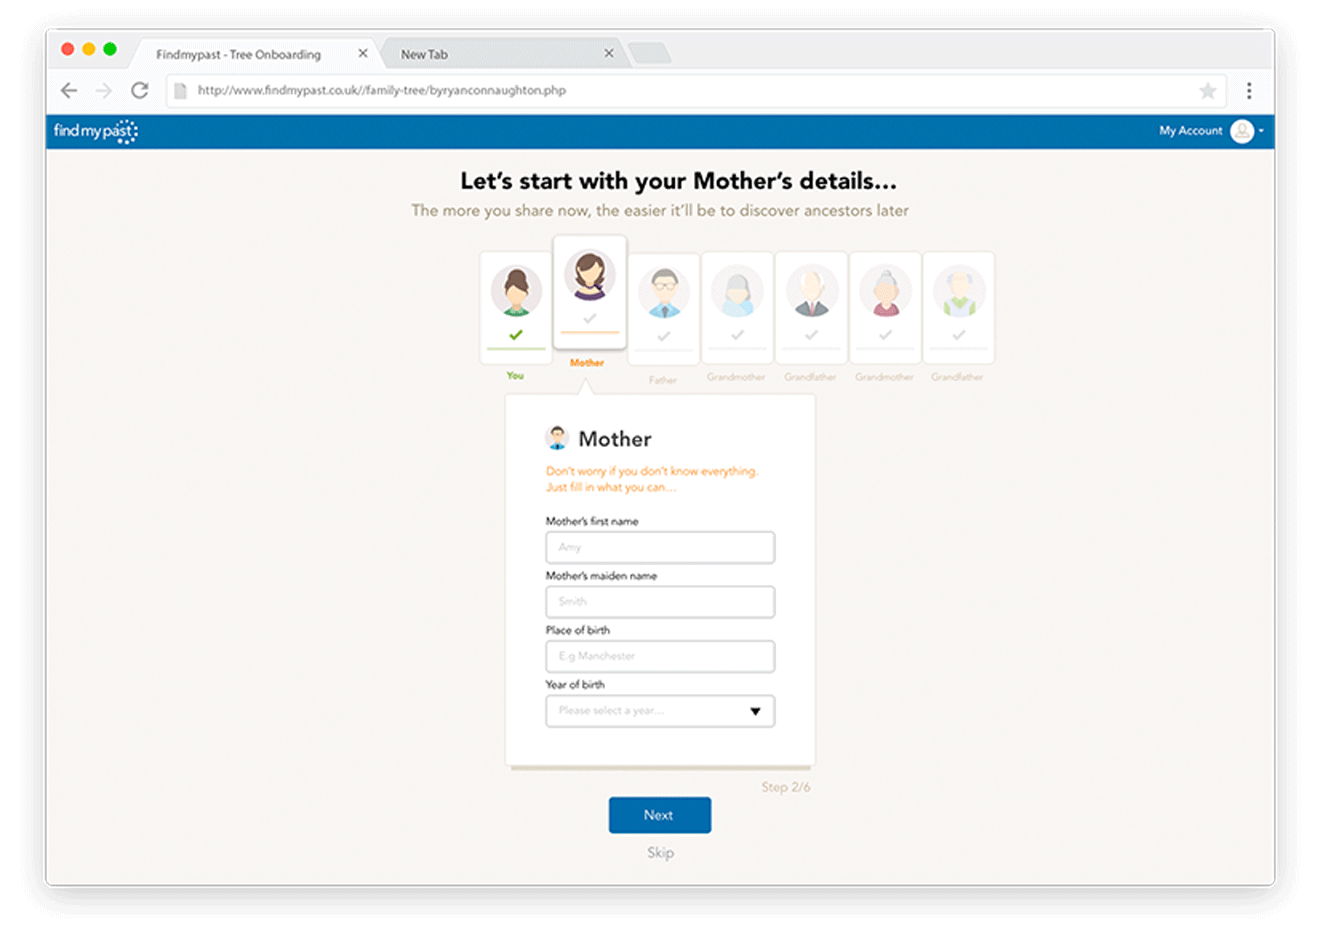 Findmypast - Tree Onboarding
New Tab
http://www.findmypast.co.uk//family-tree/byryanconnaughton.php
findmypast
My Account
Let's start with your Mother's details...
The more you share now, the easier it'll be to discover ancestors later
You
Mother
Father
Grandmother
Grandfather
Grandmother
Grandfather
Mother
Don't worry if you don't know everything.
Just fill in what you can...
Mother's first name
Amy
Mother's maiden name
Smith
Place of birth
E.g Manchester
Year of birth
Please select a year...
Step 2/6
Next
Skip